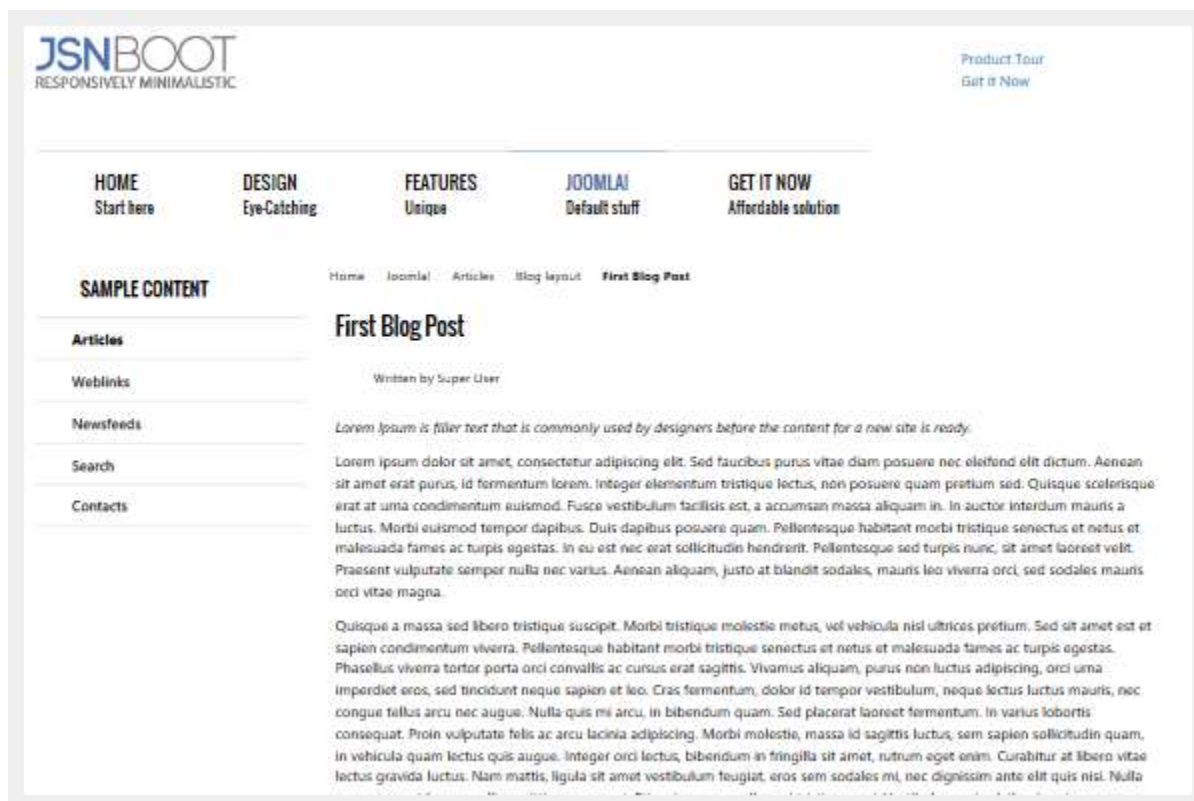 JSNBOOT
RESPONSIVELY MINIMALISTIC
Product Tour
Get It Now
HOME
Start here
DESIGN
Eye-Catching
FEATURES
Unique
JOOMLA!
Default stuff
GET IT NOW
Affordable solution
SAMPLE CONTENT
Articles
Weblinks
Newsfeeds
Search
Contacts
Home Joomla! Articles Blog layout First Blog Post
First Blog Post
Written by Super User
Lorem Ipsum is filler text that is commonly used by designers before the content for a new site is ready.
Lorem ipsum dolor sit amet, consectetur adipiscing elit. Sed faucibus purus vitae diam posuere nec eleifend elit dictum. Aenean
sit amet erat purus, id fermentum lorem. Integer elementum tristique lectus, non posuere quam pretium sed. Quisque scelerisque
erat at urna condimentum euismod. Fusce vestibulum facilisis est, a accumsan massa aliquam in. In auctor interdum mauris a
luctus. Morbi euismod tempor dapibus. Duis dapibus posuere quam. Pellentesque habitant morbi tristique senectus et netus et
malesuada fames ac turpis egestas. In eu est nec erat sollicitudin hendrerit. Pellentesque sed turpis nunc, sit amet laoreet velit.
Praesent vulputate semper nulla nec varius. Aenean aliquam, justo at blandit sodales, mauris leo viverra orci, sed sodales mauris
orci vitae magna.
Quisque a massa sed libero tristique suscipit. Morbi tristique molestie metus, vel vehicula nisl ultrices pretium. Sed sit amet est et
sapien condimentum viverra. Pellentesque habitant morbi tristique senectus et netus et malesuada fames ac turpis egestas.
Phasellus viverra tortor porta orci convallis ac cursus erat sagittis. Vivamus aliquam, purus non luctus adipiscing, orci urna
imperdiet eros, sed tincidunt neque sapien et leo. Cras fermentum, dolor id tempor vestibulum, neque lectus luctus mauris, nec
congue tellus arcu nec augue. Nulla quis mi arcu, in bibendum quam. Sed placerat laoreet fermentum. In varius lobortis
consequat. Proin vulputate felis ac arcu lacinia adipiscing. Morbi molestie, massa id sagittis luctus, sem sapien sollicitudin quam,
in vehicula quam lectus quis augue. Integer orci lectus, bibendum in fringilla sit amet, rutrum eget enim. Curabitur at libero vitae
lectus gravida luctus. Nam mattis, ligula sit amet vestibulum feugiat, eros sem sodales mi, nec dignissim ante elit quis nisi. Nulla